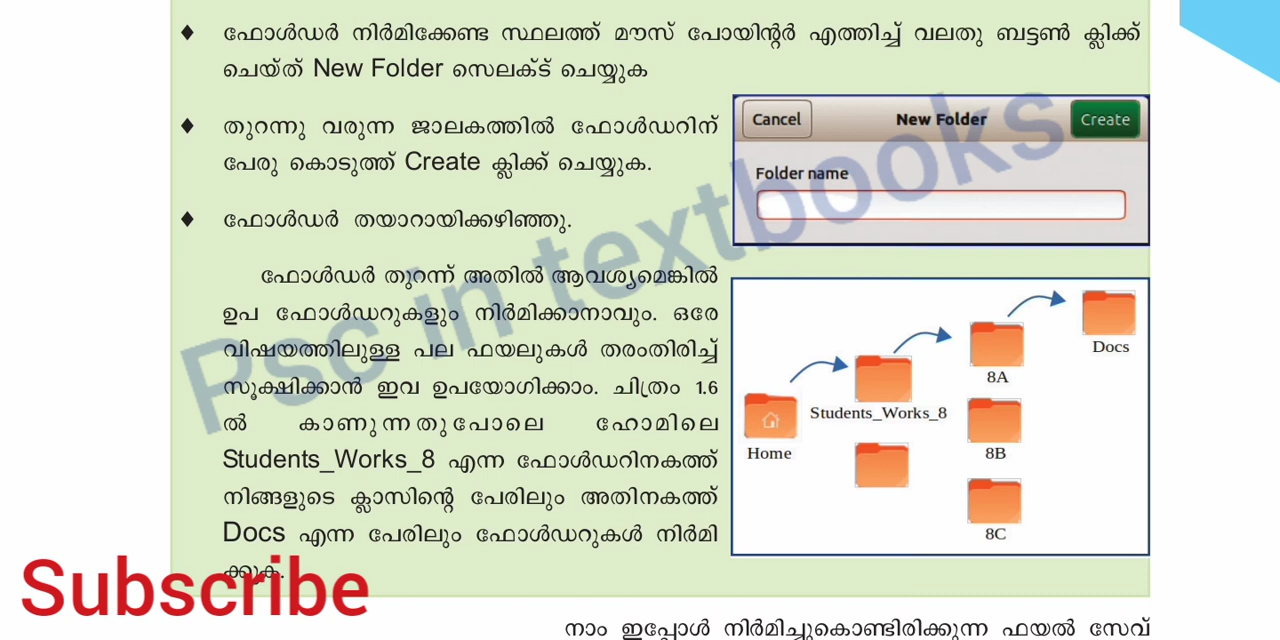 ♦ ഫോൾഡർ നിർമിക്കേണ്ട സ്ഥലത്ത് മൗസ് പോയിന്റർ എത്തിച്ച് വലതു ബട്ടൺ ക്ലിക്ക്
ചെയ്ത് New Folder സെലക്ട് ചെയ്യുക
♦ തുറന്നു വരുന്ന ജാലകത്തിൽ ഫോൾഡറിന്
പേരു കൊടുത്ത് Create ക്ലിക്ക് ചെയ്യുക.
♦ ഫോൾഡർ തയാറായിക്കഴിഞ്ഞു.
ഫോൾഡർ തുറന്ന് അതിൽ ആവശ്യമെങ്കിൽ
ഉപ ഫോൾഡറുകളും നിർമിക്കാനാവും. ഒരേ
വിഷയത്തിലുള്ള പല ഫയലുകൾ തരംതിരിച്ച്
സൂക്ഷിക്കാൻ ഇവ ഉപയോഗിക്കാം. ചിത്രം 1.6
ൽ കാണുന്നതുപോലെ ഹോമിലെ
Students_Works_8 എന്ന ഫോൾഡറിനകത്ത്
നിങ്ങളുടെ ക്ലാസിന്റെ പേരിലും അതിനകത്ത്
Docs എന്ന പേരിലും ഫോൾഡറുകൾ നിർമി
ക്കുക.
Cancel New Folder Create
Folder name
Docs
8A
Students_Works_8
Home
8B
8C
Psc in textbooks
Subscribe
നാം ഇപ്പോൾ നിർമിച്ചുകൊണ്ടിരിക്കുന്ന ഫയൽ സേവ്